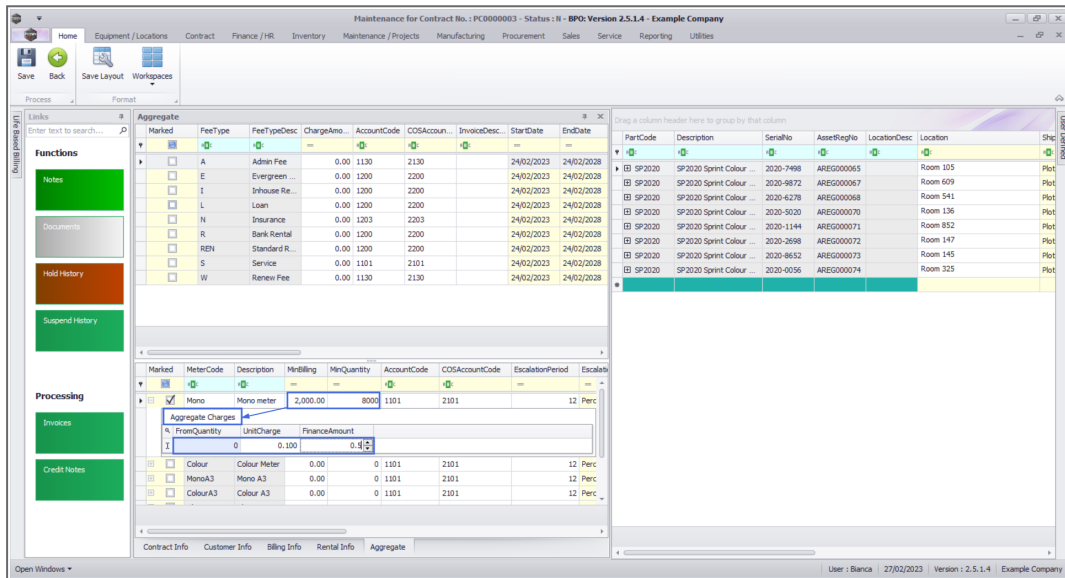 Maintenance for Contract No. : PC0000003 - Status : N - BPO: Version 2.5.1.4 - Example Company
Home Equipment / Locations Contract Finance / HR Inventory Maintenance / Projects Manufacturing Procurement Sales Service Reporting Utilities
Save Back Save Layout Workspaces
Process Format
Life Based Billing
Links
Enter text to search...
Functions
Notes
Documents
Hold History
Suspend History
Processing
Invoices
Credit Notes
Aggregate
Marked FeeType FeeTypeDesc ChargeAmo... AccountCode COSAccoun... InvoiceDesc... StartDate EndDate
A Admin Fee 0.00 1130 2130 24/02/2023 24/02/2028
E Evergreen ... 0.00 1200 2200 24/02/2023 24/02/2028
I Inhouse Re... 0.00 1200 2200 24/02/2023 24/02/2028
L Loan 0.00 1200 2200 24/02/2023 24/02/2028
N Insurance 0.00 1203 2203 24/02/2023 24/02/2028
R Bank Rental 0.00 1200 2200 24/02/2023 24/02/2028
REN Standard R... 0.00 1200 2200 24/02/2023 24/02/2028
S Service 0.00 1101 2101 24/02/2023 24/02/2028
W Renew Fee 0.00 1130 2130 24/02/2023 24/02/2028
Marked MeterCode Description MinBilling MinQuantity AccountCode COSAccountCode EscalationPeriod Escalati
Mono Mono meter 2,000.00 8000 1101 2101 12 Perc
Aggregate Charges
FromQuantity UnitCharge FinanceAmount
0 0.100 0.5
Colour Colour Meter 0.00 0 1101 2101 12 Perc
MonoA3 Mono A3 0.00 0 1101 2101 12 Perc
ColourA3 Colour A3 0.00 0 1101 2101 12 Perc
Contract Info Customer Info Billing Info Rental Info Aggregate
Drag a column header here to group by that column
PartCode Description SerialNo AssetRegNo LocationDesc Location Ship
SP2020 SP2020 Sprint Colour ... 2020-7498 AREG000065 Room 105 Plot
SP2020 SP2020 Sprint Colour ... 2020-9872 AREG000067 Room 609 Plot
SP2020 SP2020 Sprint Colour ... 2020-6278 AREG000068 Room 541 Plot
SP2020 SP2020 Sprint Colour ... 2020-5020 AREG000070 Room 136 Plot
SP2020 SP2020 Sprint Colour ... 2020-1144 AREG000071 Room 852 Plot
SP2020 SP2020 Sprint Colour ... 2020-2698 AREG000072 Room 147 Plot
SP2020 SP2020 Sprint Colour ... 2020-8652 AREG000073 Room 145 Plot
SP2020 SP2020 Sprint Colour ... 2020-0056 AREG000074 Room 325 Plot
User Defined
Open Windows
User : Bianca 27/02/2023 Version : 2.5.1.4 Example Company